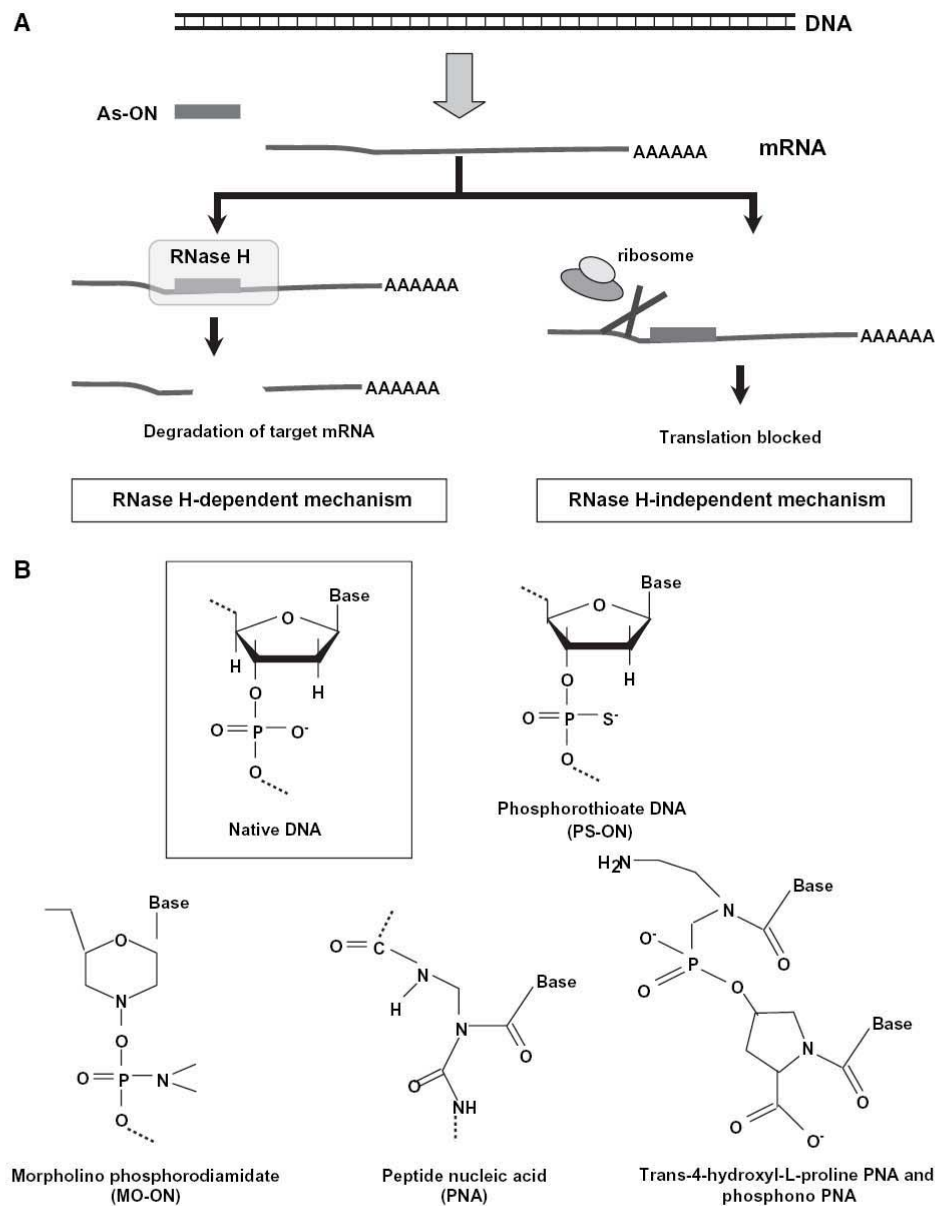 A
DNA
As-ON
AAAAAA
mRNA
RNase H
AAAAAA
ribosome
AAAAAA
AAAAAA
Degradation of target mRNA
Translation blocked
RNase H-dependent mechanism
RNase H-independent mechanism
B
Base
O
H
H
O
O=P-O-
O
Native DNA
Base
O
O
H
O=P-S-
O
Phosphorothioate DNA
(PS-ON)
Base
O
N
O
O=P-N
O
Morpholino phosphorodiamidate
(MO-ON)
O=C
N
H
Base
N
O
O
NH
Peptide nucleic acid
(PNA)
H2N
Base
N
O-
P
O
O
O
Base
N
O
O
O-
Trans-4-hydroxyl-L-proline PNA and
phosphono PNA